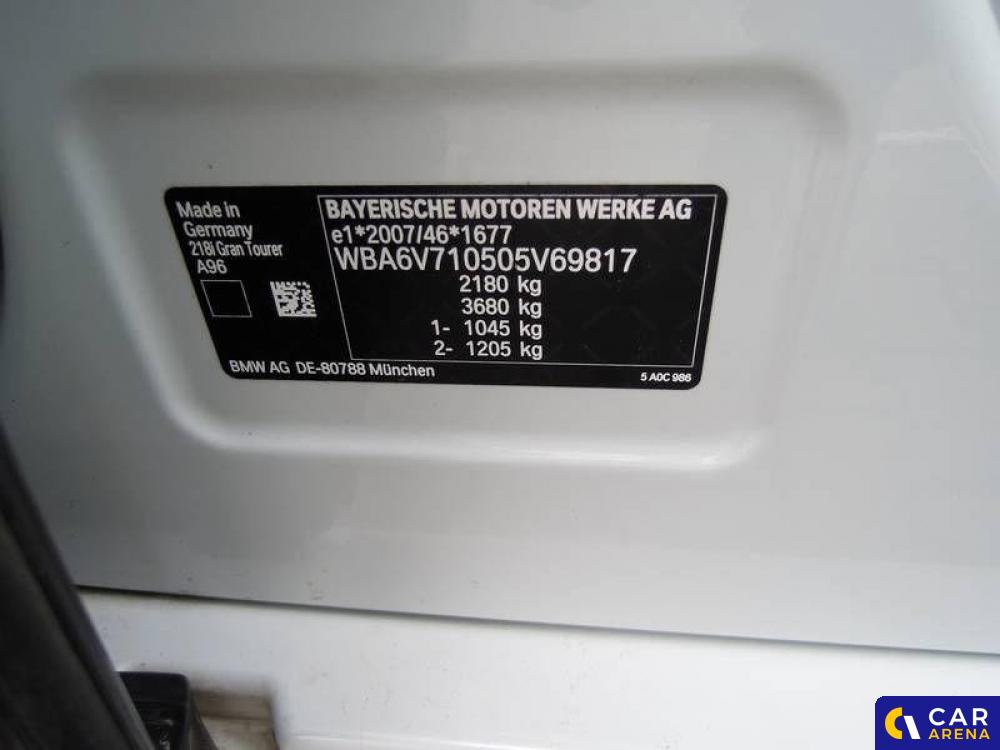 Made in
Germany
218i Gran Tourer
A96
BAYERISCHE MOTOREN WERKE AG
e1*2007/46*1677
WBA6V710505V69817
2180 kg
3680 kg
1- 1045 kg
2- 1205 kg
BMW AG DE-80788 München
5 A0C 986
CAR
ARENA